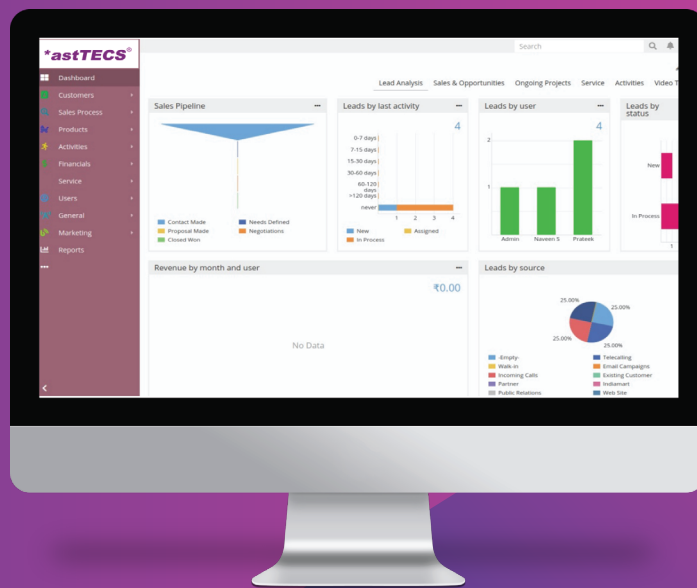 *astTECS®
Search
Dashboard
Customers
Sales Process
Products
Activities
Financials
Service
Users
General
Marketing
Reports
Lead Analysis Sales & Opportunities Ongoing Projects Service Activities Video T
Sales Pipeline
Contact Made
Needs Defined
Proposal Made
Negotiations
Closed Won
Leads by last activity
4
0-7 days
7-15 days
15-30 days
30-60 days
60-120
days
>120 days
never
1 2 3 4
New
Assigned
In Process
Leads by user
4
2
1
Admin Naveen S Prateek
Leads by
status
New
In Process
1
Revenue by month and user
₹0.00
No Data
Leads by source
25.00%
25.00%
25.00%
25.00%
-Empty-
Telecalling
Walk-in
Email Campaigns
Incoming Calls
Existing Customer
Partner
Indiamart
Public Relations
Web Site